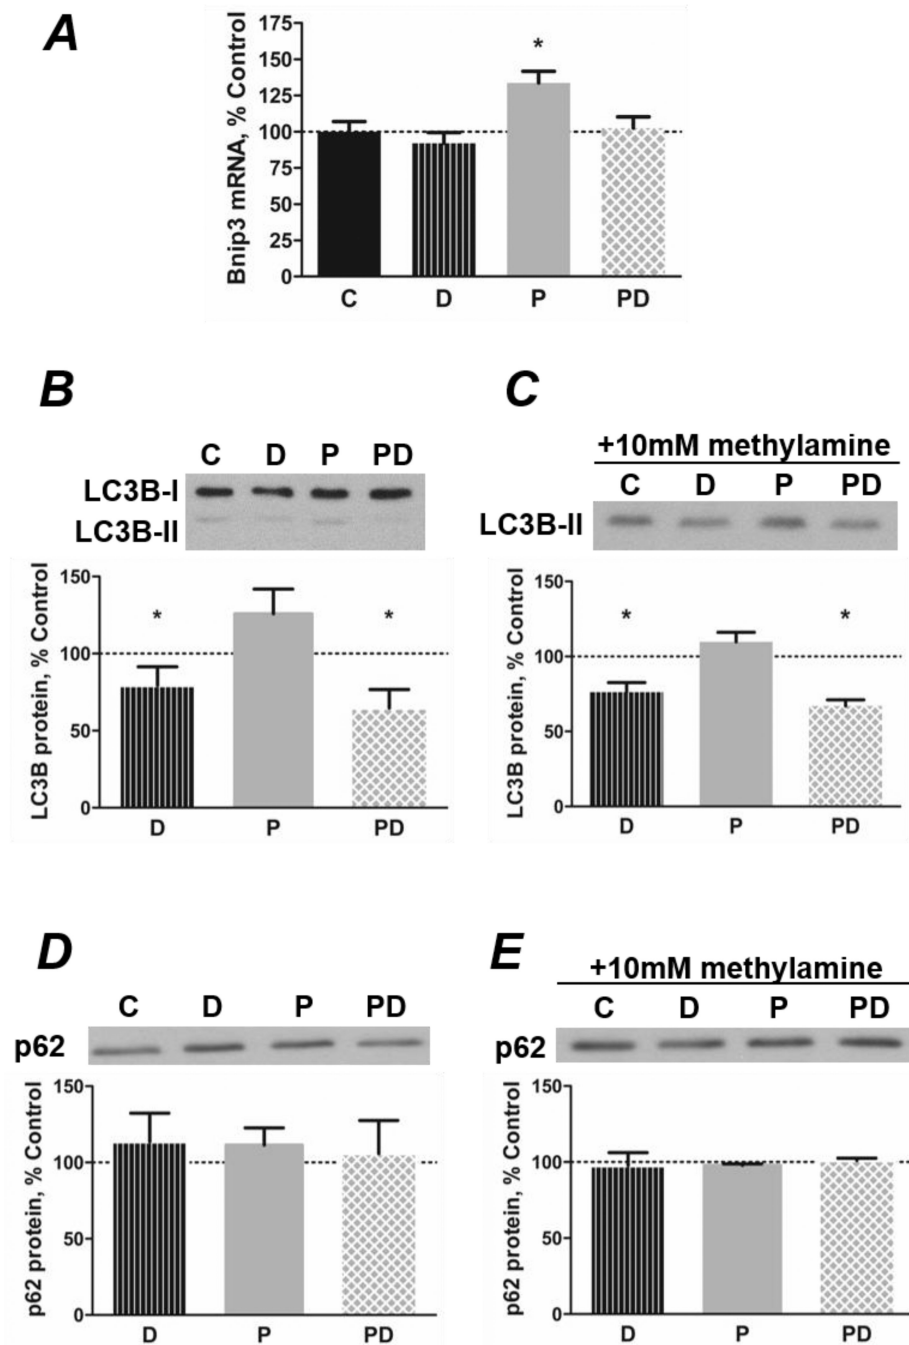 A
Bnip3 mRNA, % Control
175
150
125
100
75
50
25
0
*
C D P PD
B
C D P PD
LC3B-I
LC3B-II
LC3B protein, % Control
150
100
50
0
* *
D P PD
C
+10mM methylamine
C D P PD
LC3B-II
LC3B protein, % Control
150
100
50
0
* *
D P PD
D
C D P PD
p62
p62 protein, % Control
150
100
50
0
D P PD
E
+10mM methylamine
C D P PD
p62
p62 protein, % Control
150
100
50
0
D P PD